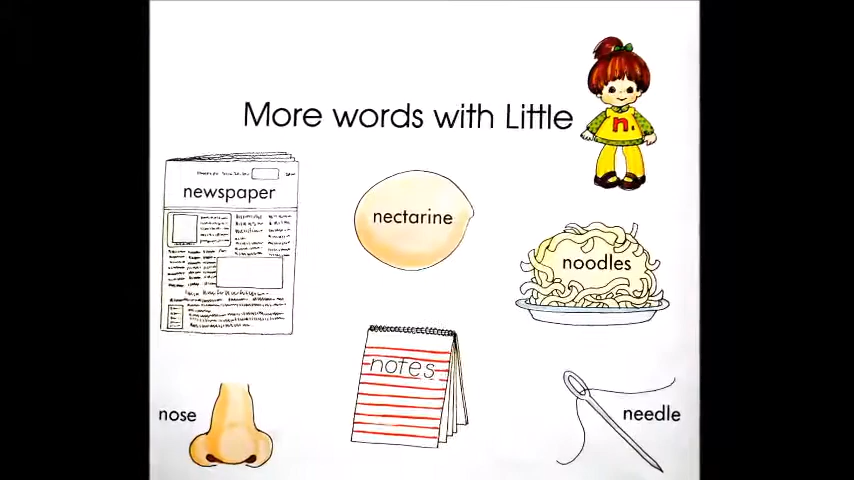 More words with Little
n.
newspaper
nectarine
noodles
notes
nose
needle